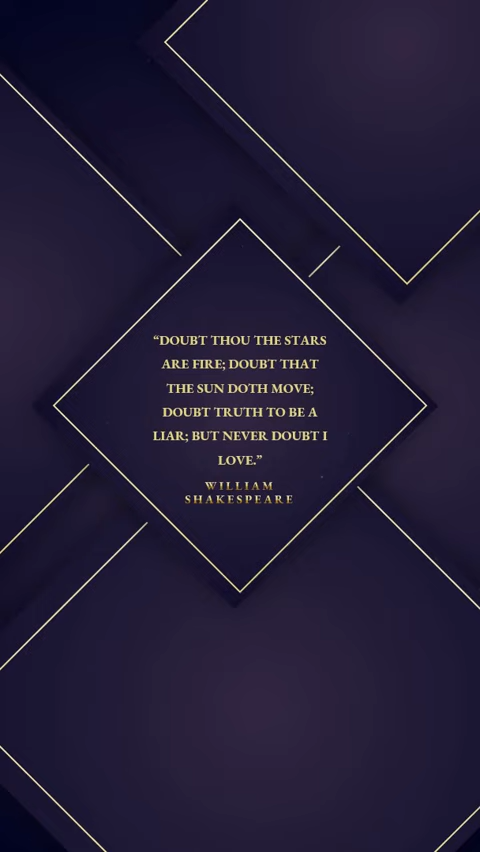 “DOUBT THOU THE STARS
ARE FIRE; DOUBT THAT
THE SUN DOTH MOVE;
DOUBT TRUTH TO BE A
LIAR; BUT NEVER DOUBT I
LOVE.”
WILLIAM
SHAKESPEARE